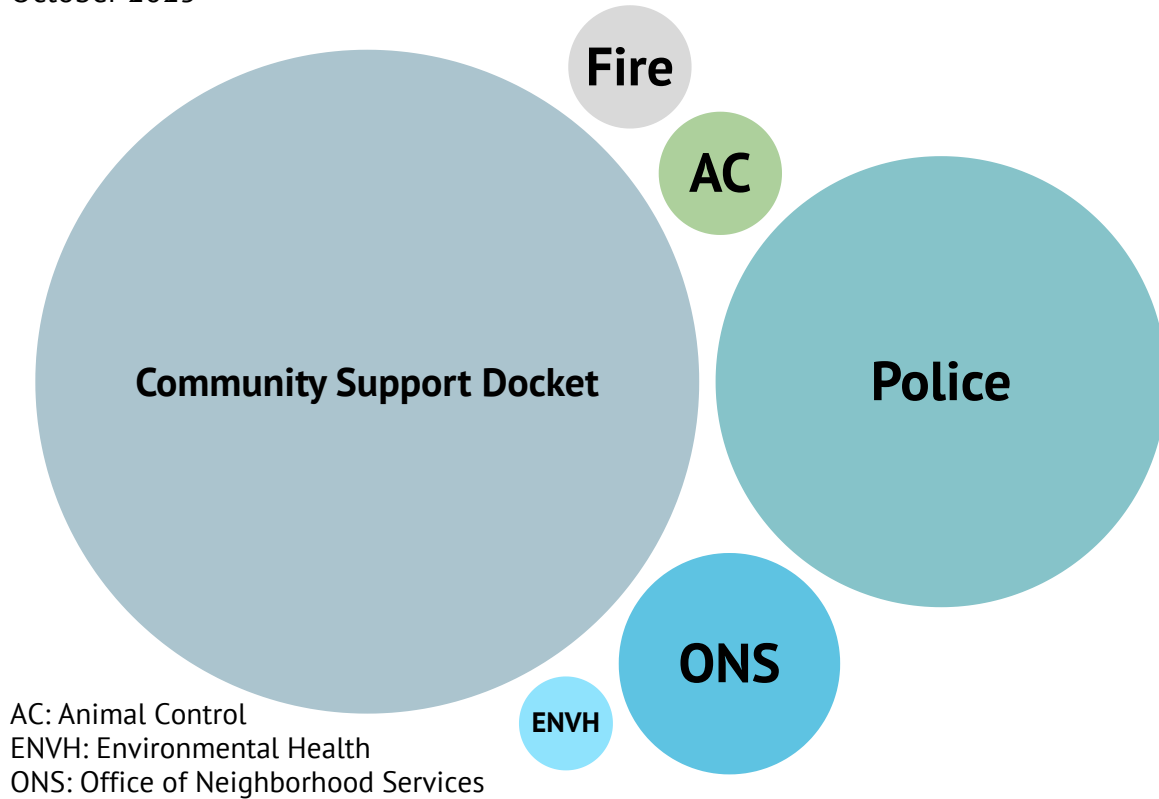 October
Fire
AC
Community Support Docket
Police
ONS
ENVH
AC: Animal Control
ENVH: Environmental Health
ONS: Office of Neighborhood Services